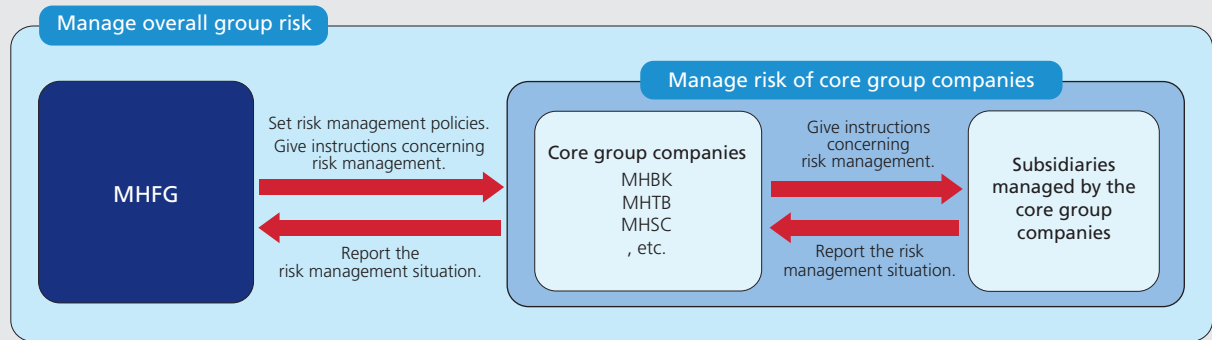 Manage overall group risk
Manage risk of core group companies
MHFG
Set risk management policies.
Give instructions concerning
risk management.
Report the
risk management situation.
Core group companies
MHBK
MHTB
MHSC
, etc.
Give instructions
concerning
risk management.
Report the risk
management situation.
Subsidiaries
managed by the
core group
companies